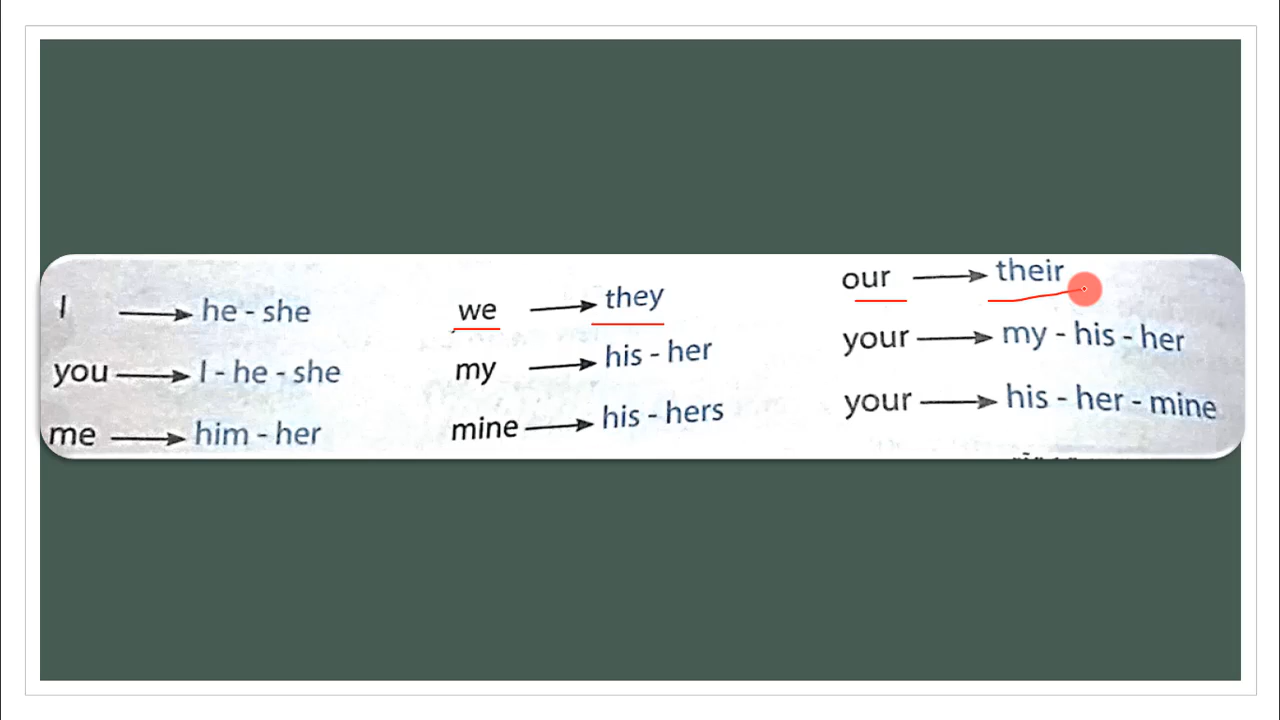 I → he - she
you → I - he - she
me → him - her
we → they
my → his - her
mine → his - hers
our → their
your → my - his - her
your → his - her - mine